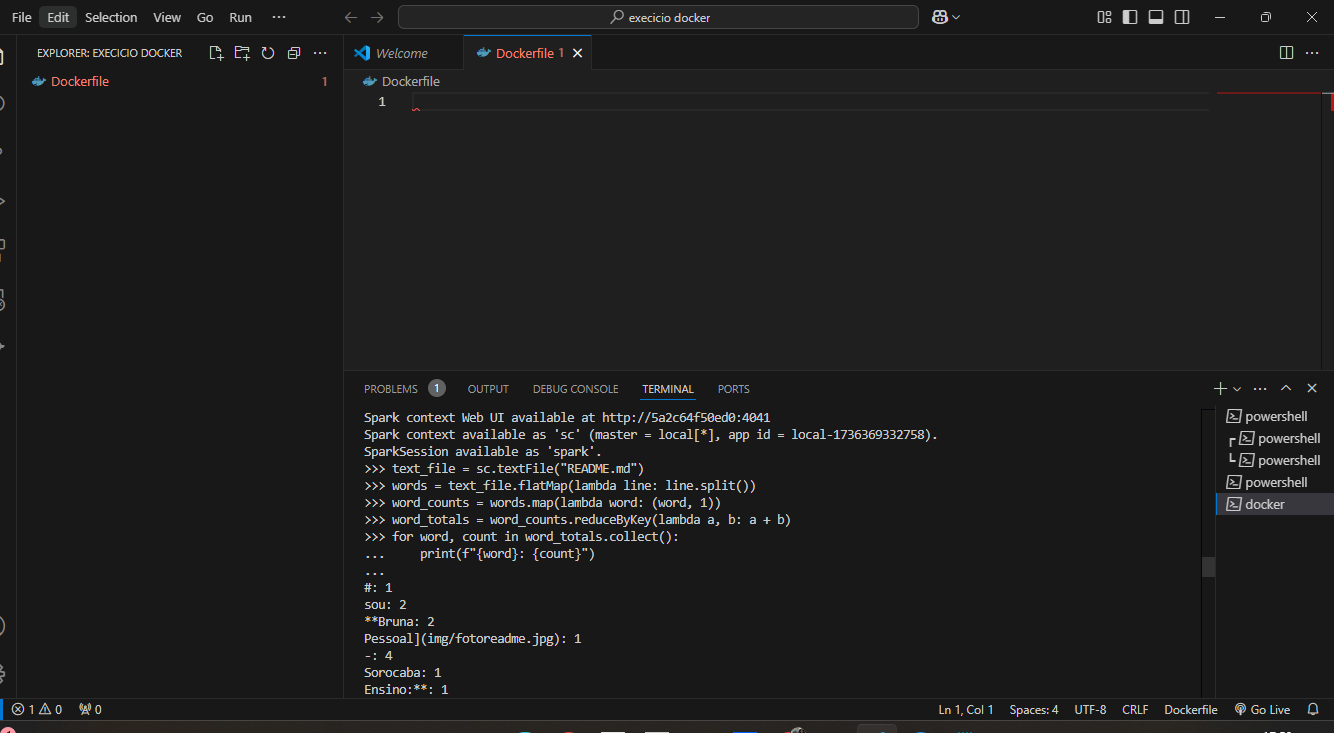 File Edit Selection View Go Run ···
execicio docker
EXPLORER: EXECICIO DOCKER
Dockerfile 1
Welcome
Dockerfile 1
Dockerfile
1
PROBLEMS 1 OUTPUT DEBUG CONSOLE TERMINAL PORTS
Spark context Web UI available at http://5a2c64f50ed0:4041
Spark context available as 'sc' (master = local[*], app id = local-1736369332758).
SparkSession available as 'spark'.
>>> text_file = sc.textFile("README.md")
>>> words = text_file.flatMap(lambda line: line.split())
>>> word_counts = words.map(lambda word: (word, 1))
>>> word_totals = word_counts.reduceByKey(lambda a, b: a + b)
>>> for word, count in word_totals.collect():
...     print(f"{word}: {count}")
...
#: 1
sou: 2
**Bruna: 2
Pessoal](img/fotoreadme.jpg): 1
-: 4
Sorocaba: 1
Ensino:**: 1
powershell
powershell
powershell
powershell
docker
1 0 0
Ln 1, Col 1 Spaces: 4 UTF-8 CRLF Dockerfile Go Live